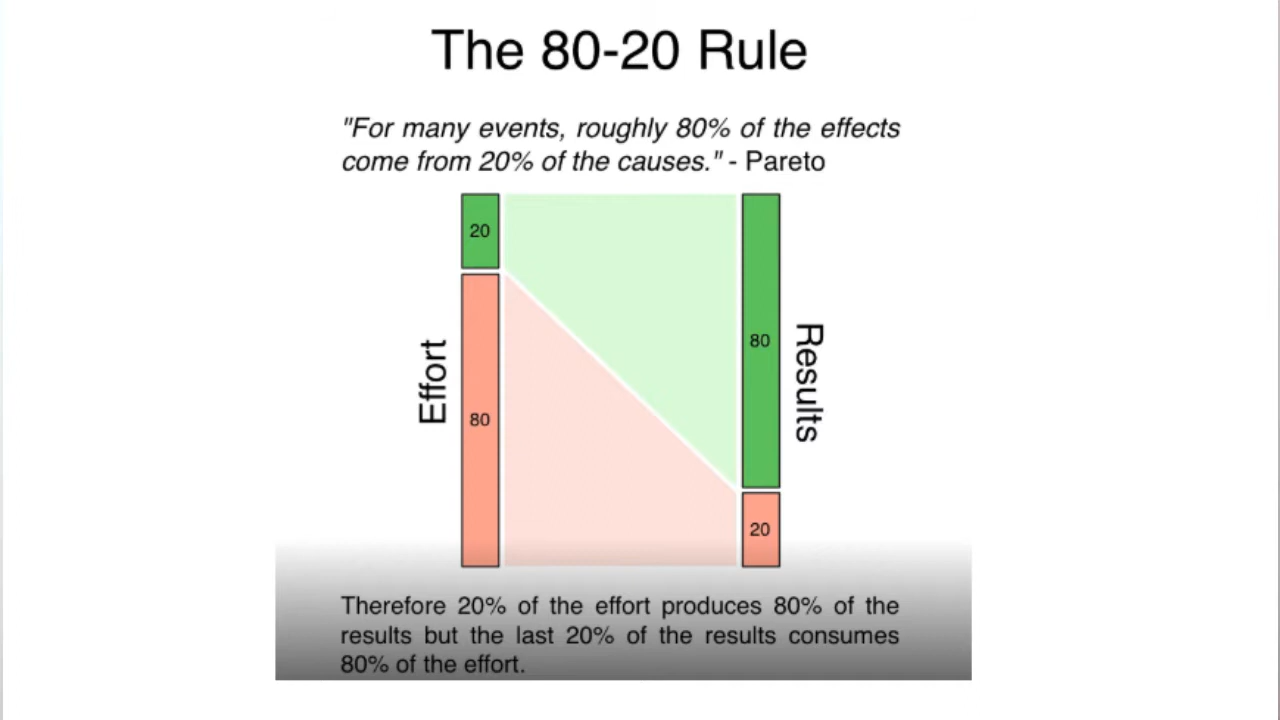 The 80-20 Rule
"For many events, roughly 80% of the effects
come from 20% of the causes." - Pareto
20
80
Effort
80
20
Results
Therefore 20% of the effort produces 80% of the
results but the last 20% of the results consumes
80% of the effort.